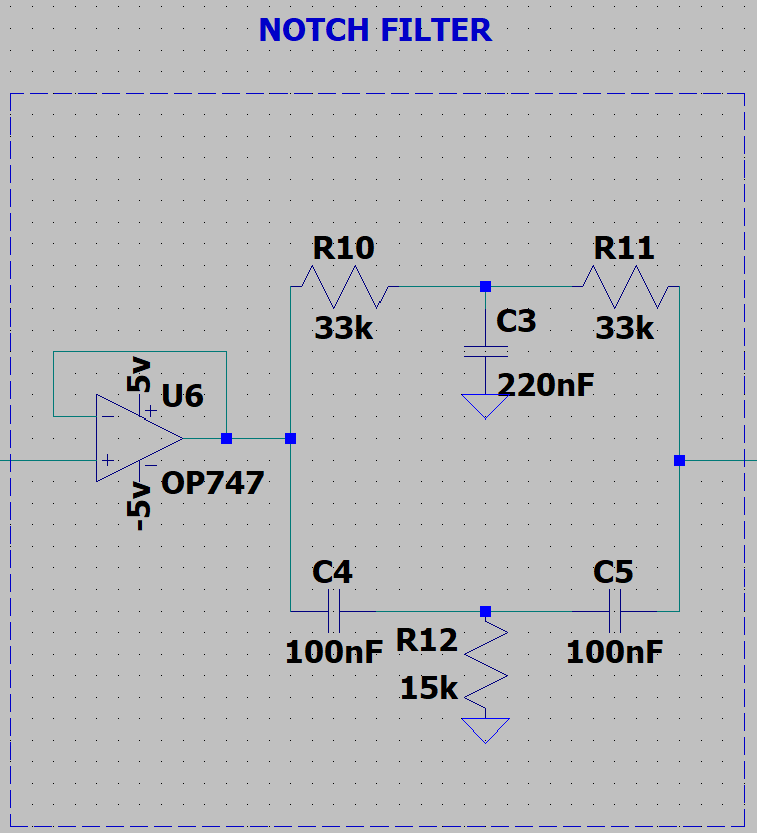 NOTCH FILTER
R10
R11
33k
C3
33k
220nF
5v
U6
OP747
-5v
C4
C5
100nF
R12
100nF
15k